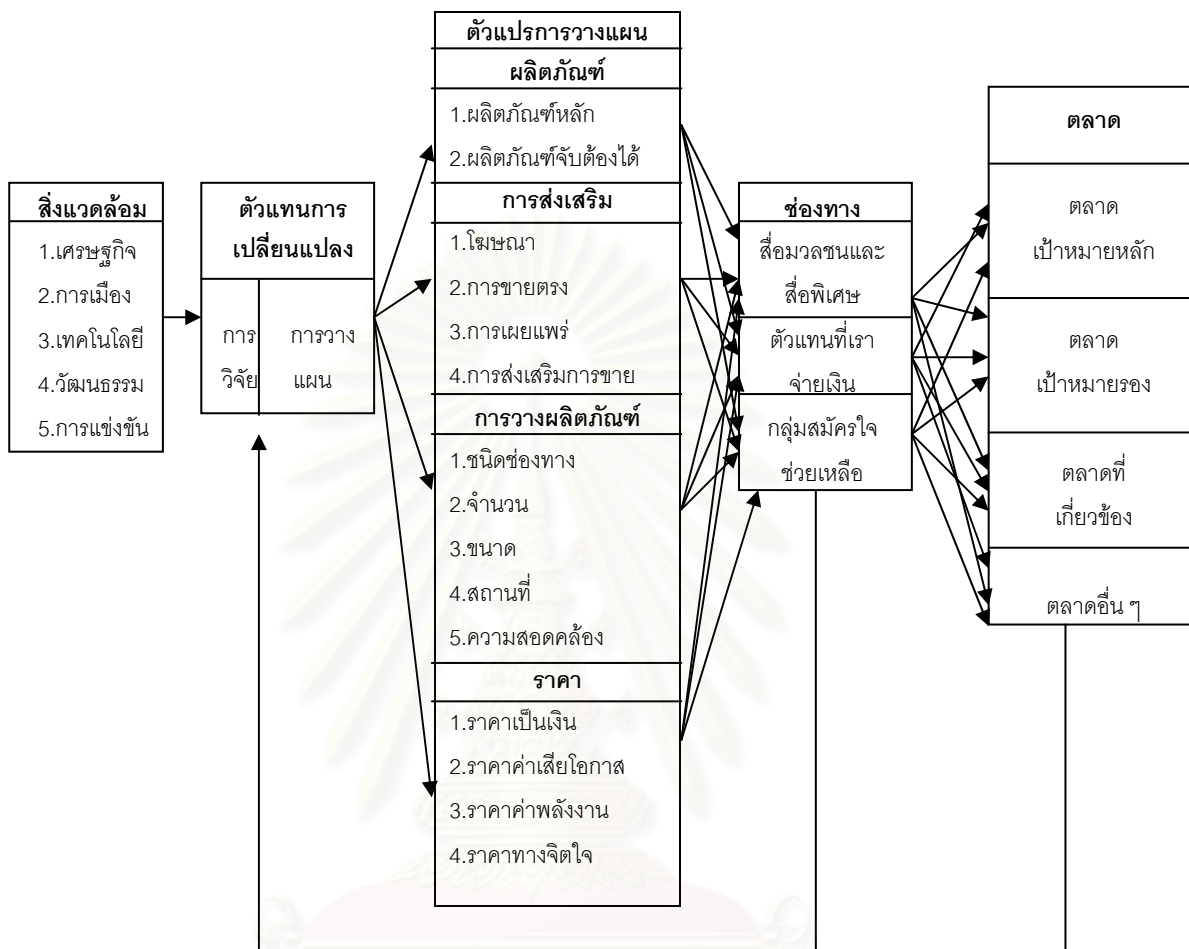 สิ่งแวดล้อม
1.เศรษฐกิจ
2.การเมือง
3.เทคโนโลยี
4.วัฒนธรรม
5.การแข่งขัน
ตัวแทนการ
เปลี่ยนแปลง
การ
วิจัย
การวาง
แผน
ตัวแปรการวางแผน
ผลิตภัณฑ์
1.ผลิตภัณฑ์หลัก
2.ผลิตภัณฑ์จับต้องได้
การส่งเสริม
1.โฆษณา
2.การขายตรง
3.การเผยแพร่
4.การส่งเสริมการขาย
การวางผลิตภัณฑ์
1.ชนิดช่องทาง
2.จำนวน
3.ขนาด
4.สถานที่
5.ความสอดคล้อง
ราคา
1.ราคาเป็นเงิน
2.ราคาค่าเสียโอกาส
3.ราคาค่าพลังงาน
4.ราคาทางจิตใจ
ช่องทาง
สื่อมวลชนและ
สื่อพิเศษ
ตัวแทนที่เรา
จ่ายเงิน
กลุ่มสมัครใจ
ช่วยเหลือ
ตลาด
ตลาด
เป้าหมายหลัก
ตลาด
เป้าหมายรอง
ตลาดที่
เกี่ยวข้อง
ตลาดอื่น ๆ